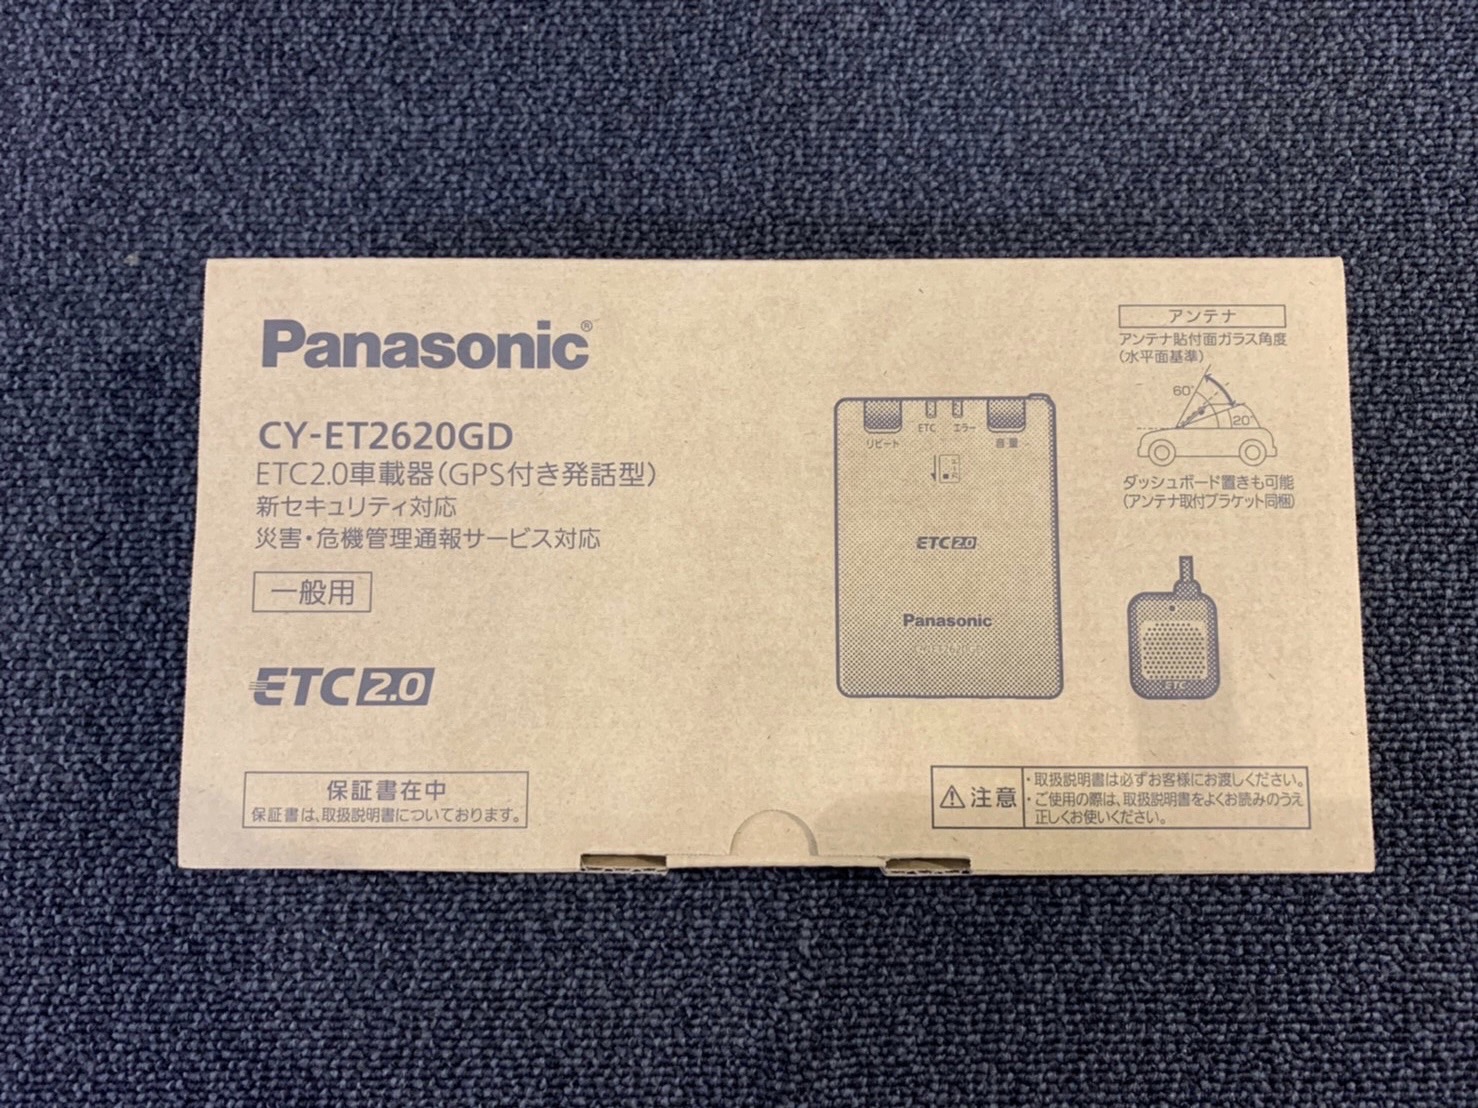 Panasonic®
CY-ET2620GD
ETC2.0車載器(GPS付き発話型)
新セキュリティ対応
災害・危機管理通報サービス対応
一般用
ETC2.0
保証書在中
保証書は、取扱説明書についております。
リピート
ETC
エラー
音量
ETC2.0
Panasonic
アンテナ
アンテナ貼付面ガラス角度
(水平面基準)
60°
20°
ダッシュボード置きも可能
(アンテナ取付ブラケット同梱)
ETC
注意
・取扱説明書は必ずお客様にお渡しください。
・ご使用の際は、取扱説明書をよくお読みのうえ
正しくお使いください。